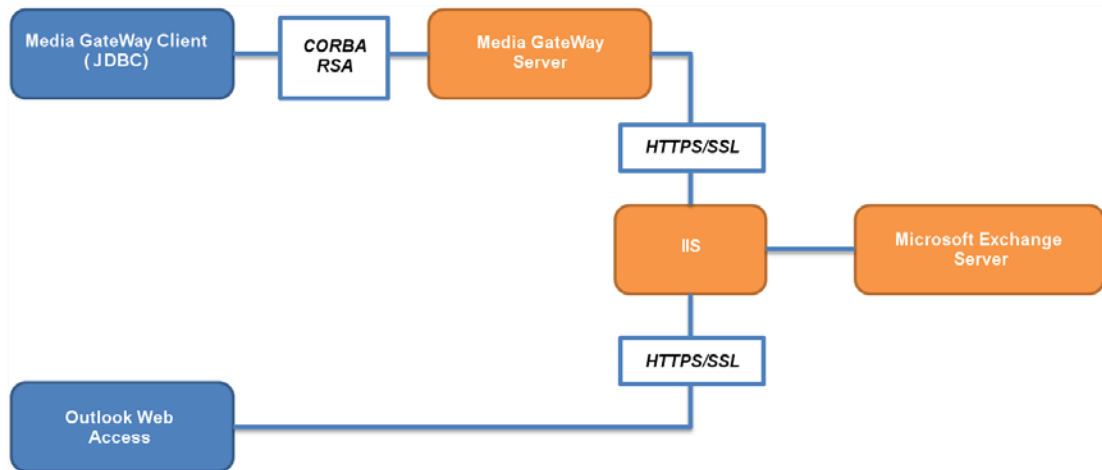 Media GateWay Client
( JDBC)
CORBA
RSA
Media GateWay
Server
HTTPS/SSL
IIS
Microsoft Exchange
Server
HTTPS/SSL
Outlook Web
Access